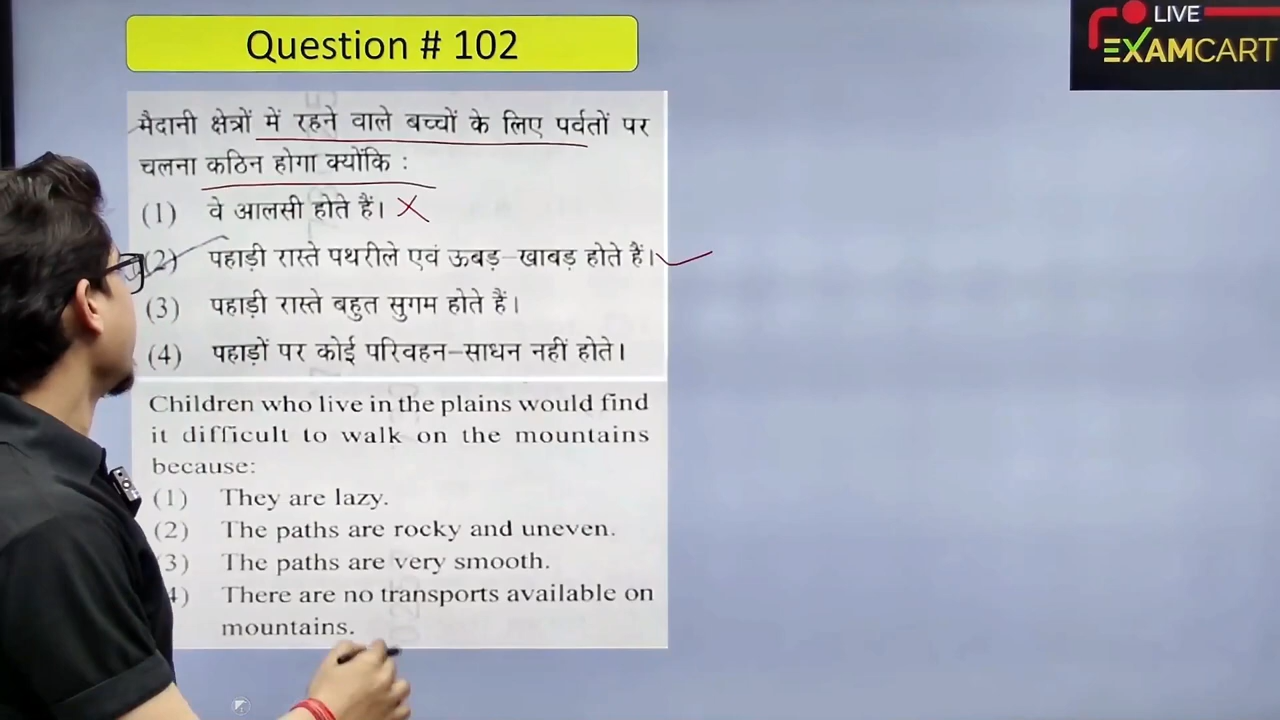 Question # 102
LIVE
EXAMCART
मैदानी क्षेत्रों में रहने वाले बच्चों के लिए पर्वतों पर
चलना कठिन होगा क्योंकि :
(1) वे आलसी होते हैं।
(2) पहाड़ी रास्ते पथरीले एवं ऊबड़-खाबड़ होते हैं।
(3) पहाड़ी रास्ते बहुत सुगम होते हैं।
(4) पहाड़ों पर कोई परिवहन-साधन नहीं होते।
Children who live in the plains would find
it difficult to walk on the mountains
because:
(1) They are lazy.
(2) The paths are rocky and uneven.
3) The paths are very smooth.
4) There are no transports available on
mountains.